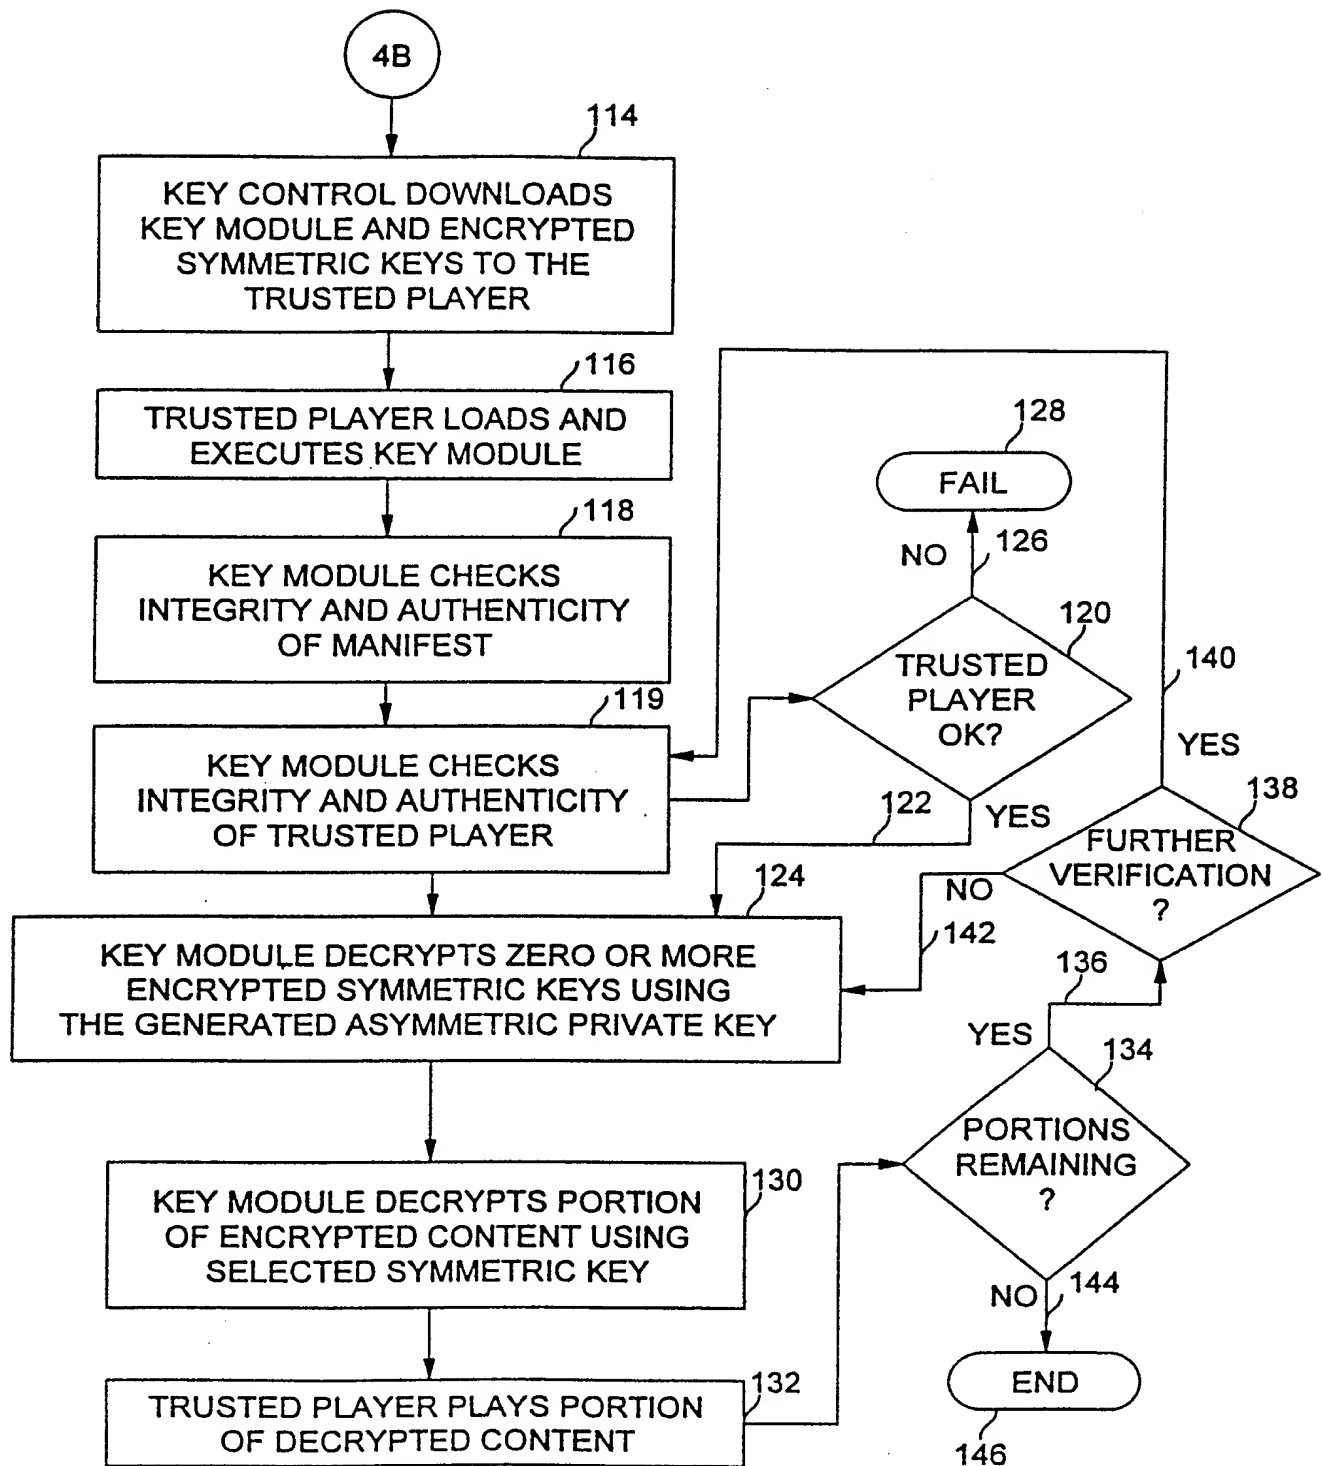 4B
114
KEY CONTROL DOWNLOADS
KEY MODULE AND ENCRYPTED
SYMMETRIC KEYS TO THE
TRUSTED PLAYER
116
TRUSTED PLAYER LOADS AND
EXECUTES KEY MODULE
118
KEY MODULE CHECKS
INTEGRITY AND AUTHENTICITY
OF MANIFEST
119
KEY MODULE CHECKS
INTEGRITY AND AUTHENTICITY
OF TRUSTED PLAYER
128
FAIL
NO
126
120
TRUSTED
PLAYER
OK?
122
YES
140
YES
138
FURTHER
VERIFICATION
?
NO
142
124
KEY MODULE DECRYPTS ZERO OR MORE
ENCRYPTED SYMMETRIC KEYS USING
THE GENERATED ASYMMETRIC PRIVATE KEY
136
YES
134
PORTIONS
REMAINING
?
130
KEY MODULE DECRYPTS PORTION
OF ENCRYPTED CONTENT USING
SELECTED SYMMETRIC KEY
NO
144
END
146
132
TRUSTED PLAYER PLAYS PORTION
OF DECRYPTED CONTENT